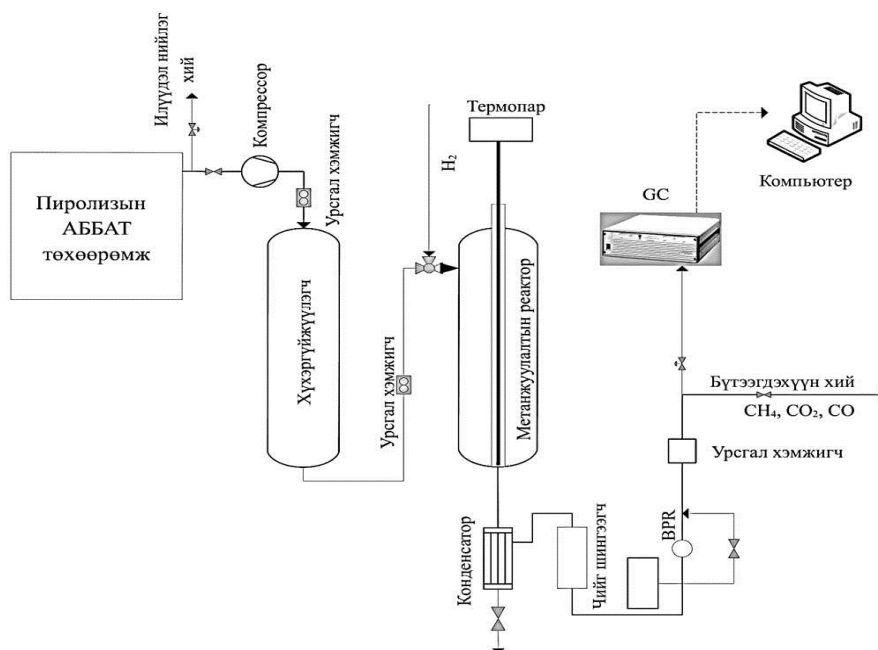 Илүүдэл нийлэг
хий
Компрессор
Пиролизын
АББАТ
төхөөрөмж
Урсгал хэмжигч
Хүхэргүйжүүлэгч
Урсгал хэмжигч
H₂
Термопар
Метанжуулалтын реактор
Конденсатор
Чийг шингээгч
BPR
Урсгал хэмжигч
Бүтээгдэхүүн хий
CH₄, CO₂, CO
GC
Компьютер